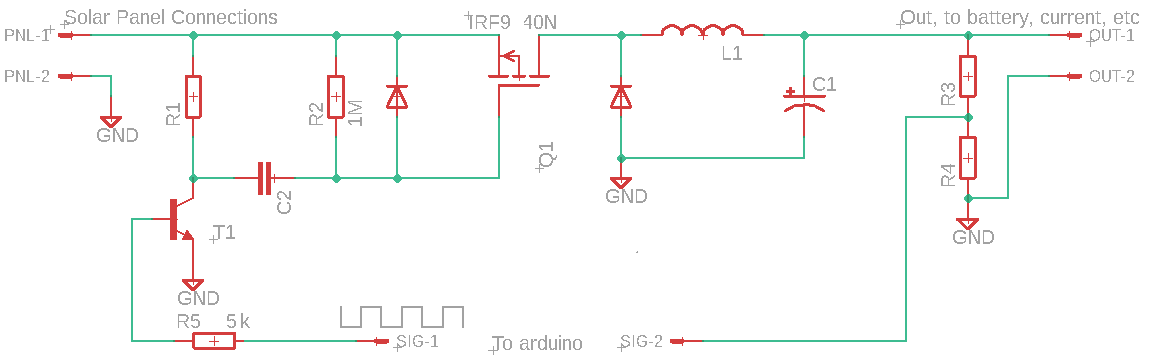 Solar Panel Connections
IRF9 40N
Out, to battery, current, etc
PNL-1
OUT-1
L1
PNL-2
OUT-2
C1
R3
R1
R2
1M
GND
Q1
R4
C2
GND
T1
GND
GND
R5 5k
SIG-1
To arduino
SIG-2